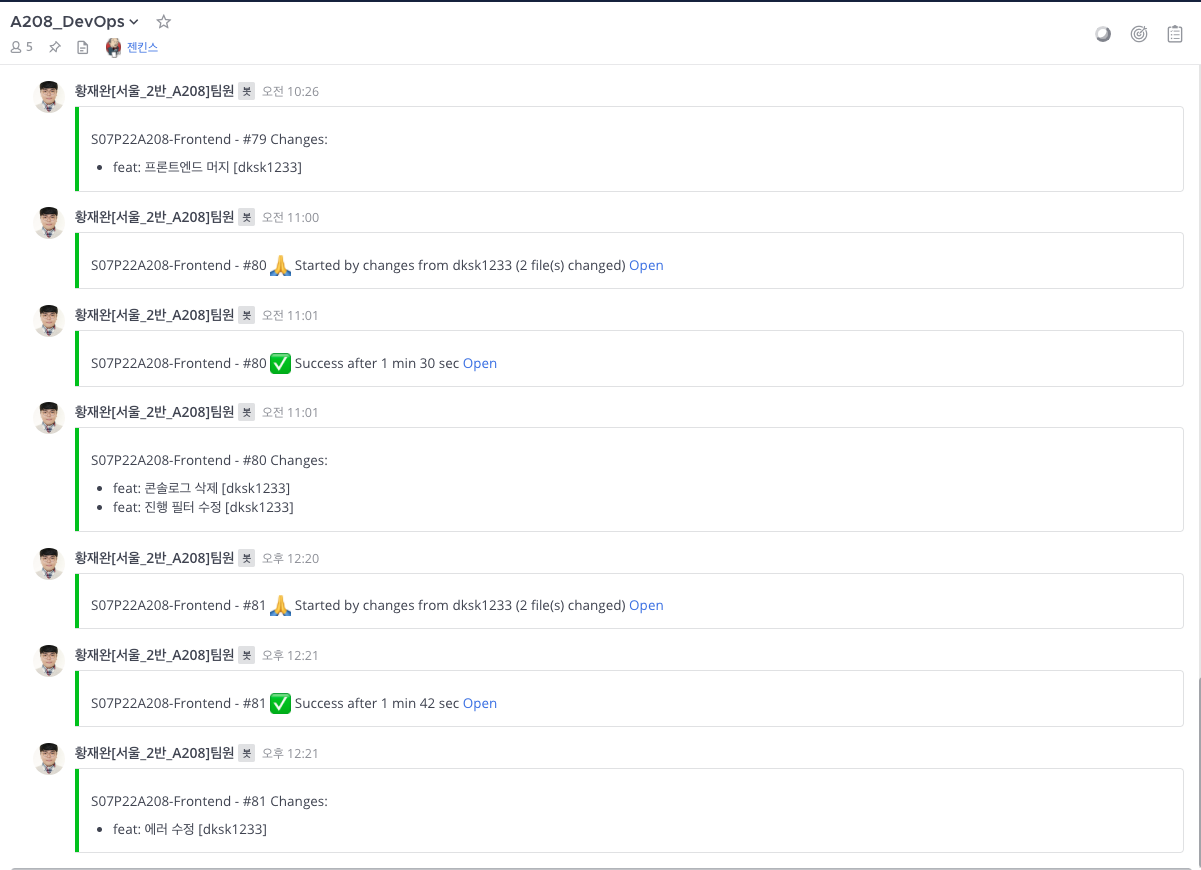 A208_DevOps
5 젠킨스
황재완[서울_2반_A208]팀원 봇 오전 10:26
S07P22A208-Frontend - #79 Changes:
• feat: 프론트엔드 머지 [dksk1233]
황재완[서울_2반_A208]팀원 봇 오전 11:00
S07P22A208-Frontend - #80 🙏 Started by changes from dksk1233 (2 file(s) changed) Open
황재완[서울_2반_A208]팀원 봇 오전 11:01
S07P22A208-Frontend - #80 ✅ Success after 1 min 30 sec Open
황재완[서울_2반_A208]팀원 봇 오전 11:01
S07P22A208-Frontend - #80 Changes:
• feat: 콘솔로그 삭제 [dksk1233]
• feat: 진행 필터 수정 [dksk1233]
황재완[서울_2반_A208]팀원 봇 오후 12:20
S07P22A208-Frontend - #81 🙏 Started by changes from dksk1233 (2 file(s) changed) Open
황재완[서울_2반_A208]팀원 봇 오후 12:21
S07P22A208-Frontend - #81 ✅ Success after 1 min 42 sec Open
황재완[서울_2반_A208]팀원 봇 오후 12:21
S07P22A208-Frontend - #81 Changes:
• feat: 에러 수정 [dksk1233]